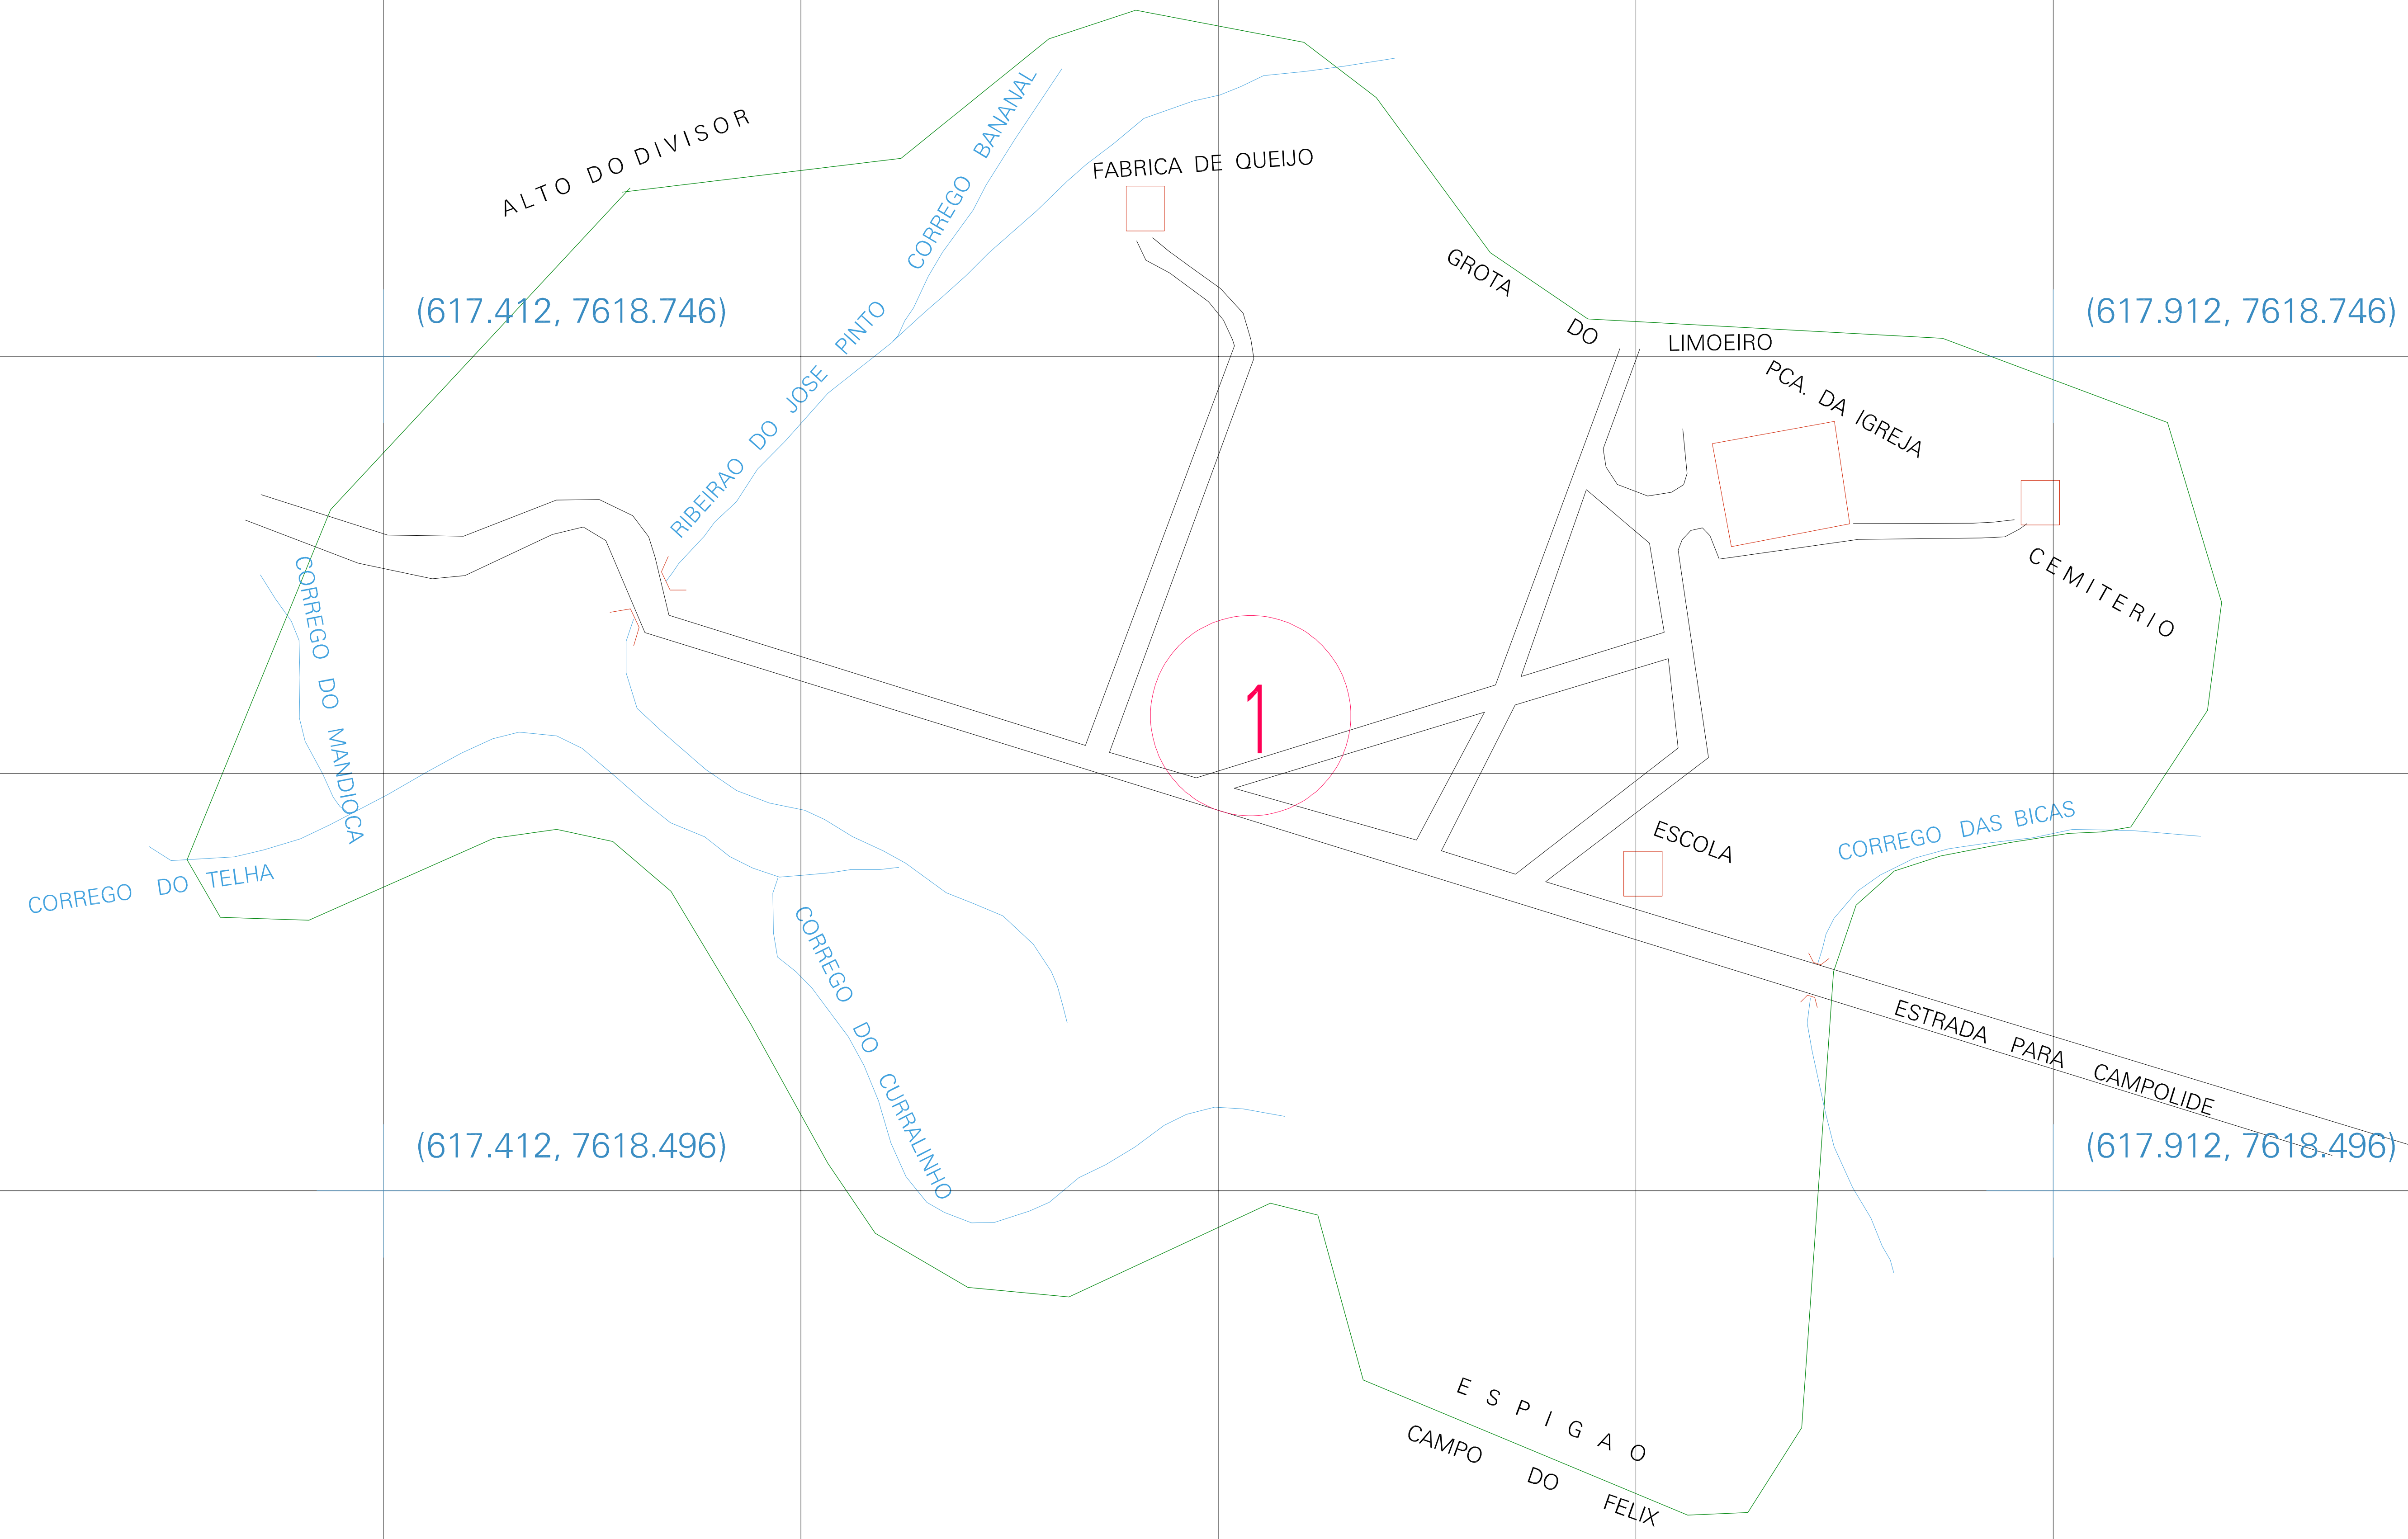 ALTO DO DIVISOR
CORREGO BANANAL
FABRICA DE QUEIJO
GROTA DO LIMOEIRO
(617.412, 7618.746)
(617.912, 7618.746)
RIBEIRAO DO JOSE PINTO
PCA. DA IGREJA
CEMITERIO
CORREGO DO MANDIOCA
1
CORREGO DO TELHA
ESCOLA
CORREGO DAS BICAS
CORREGO DO CURRALINHO
ESTRADA PARA CAMPOLIDE
(617.412, 7618.496)
(617.912, 7618.496)
ESPIGAO
CAMPO DO FELIX